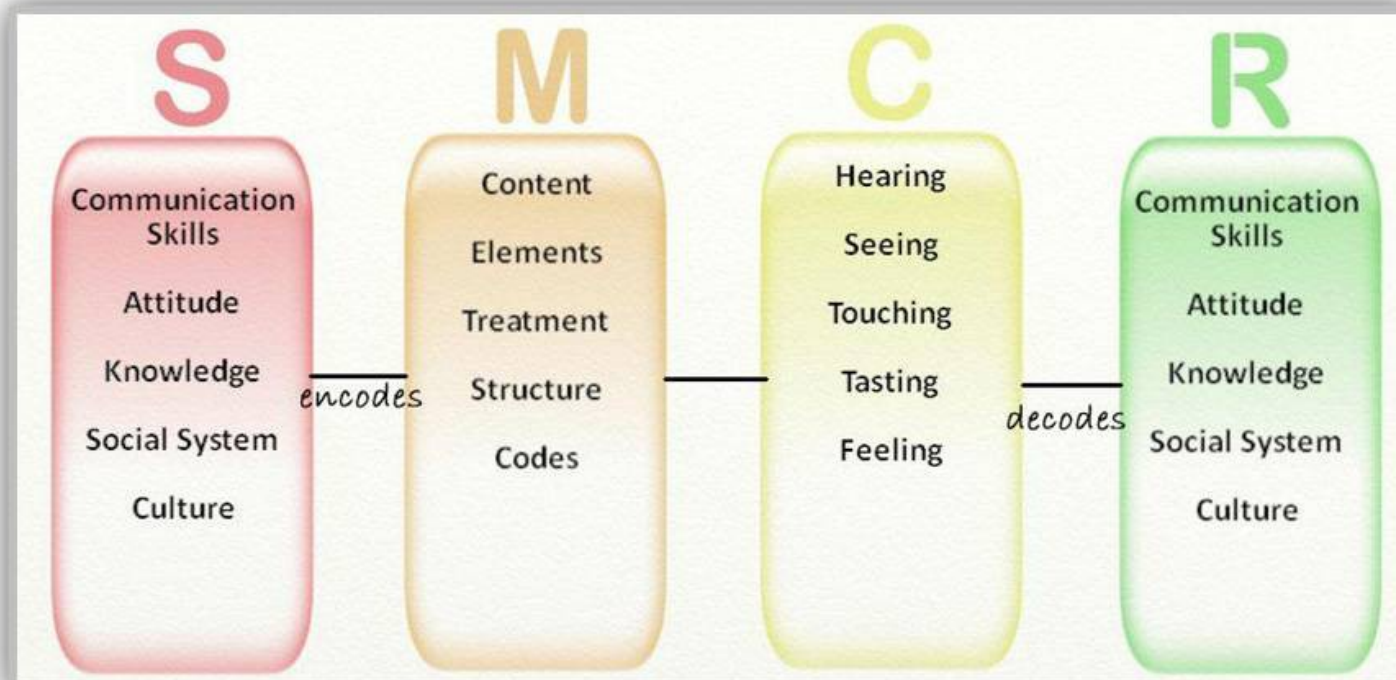 S
Communication
Skills
Attitude
Knowledge
Social System
Culture
encodes
M
Content
Elements
Treatment
Structure
Codes
C
Hearing
Seeing
Touching
Tasting
Feeling
decodes
R
Communication
Skills
Attitude
Knowledge
Social System
Culture